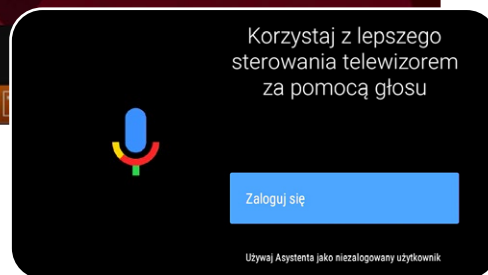 Korzystaj z lepszego
sterowania telewizorem
za pomocą głosu
Zaloguj się
Używaj Asystenta jako niezalogowany użytkownik